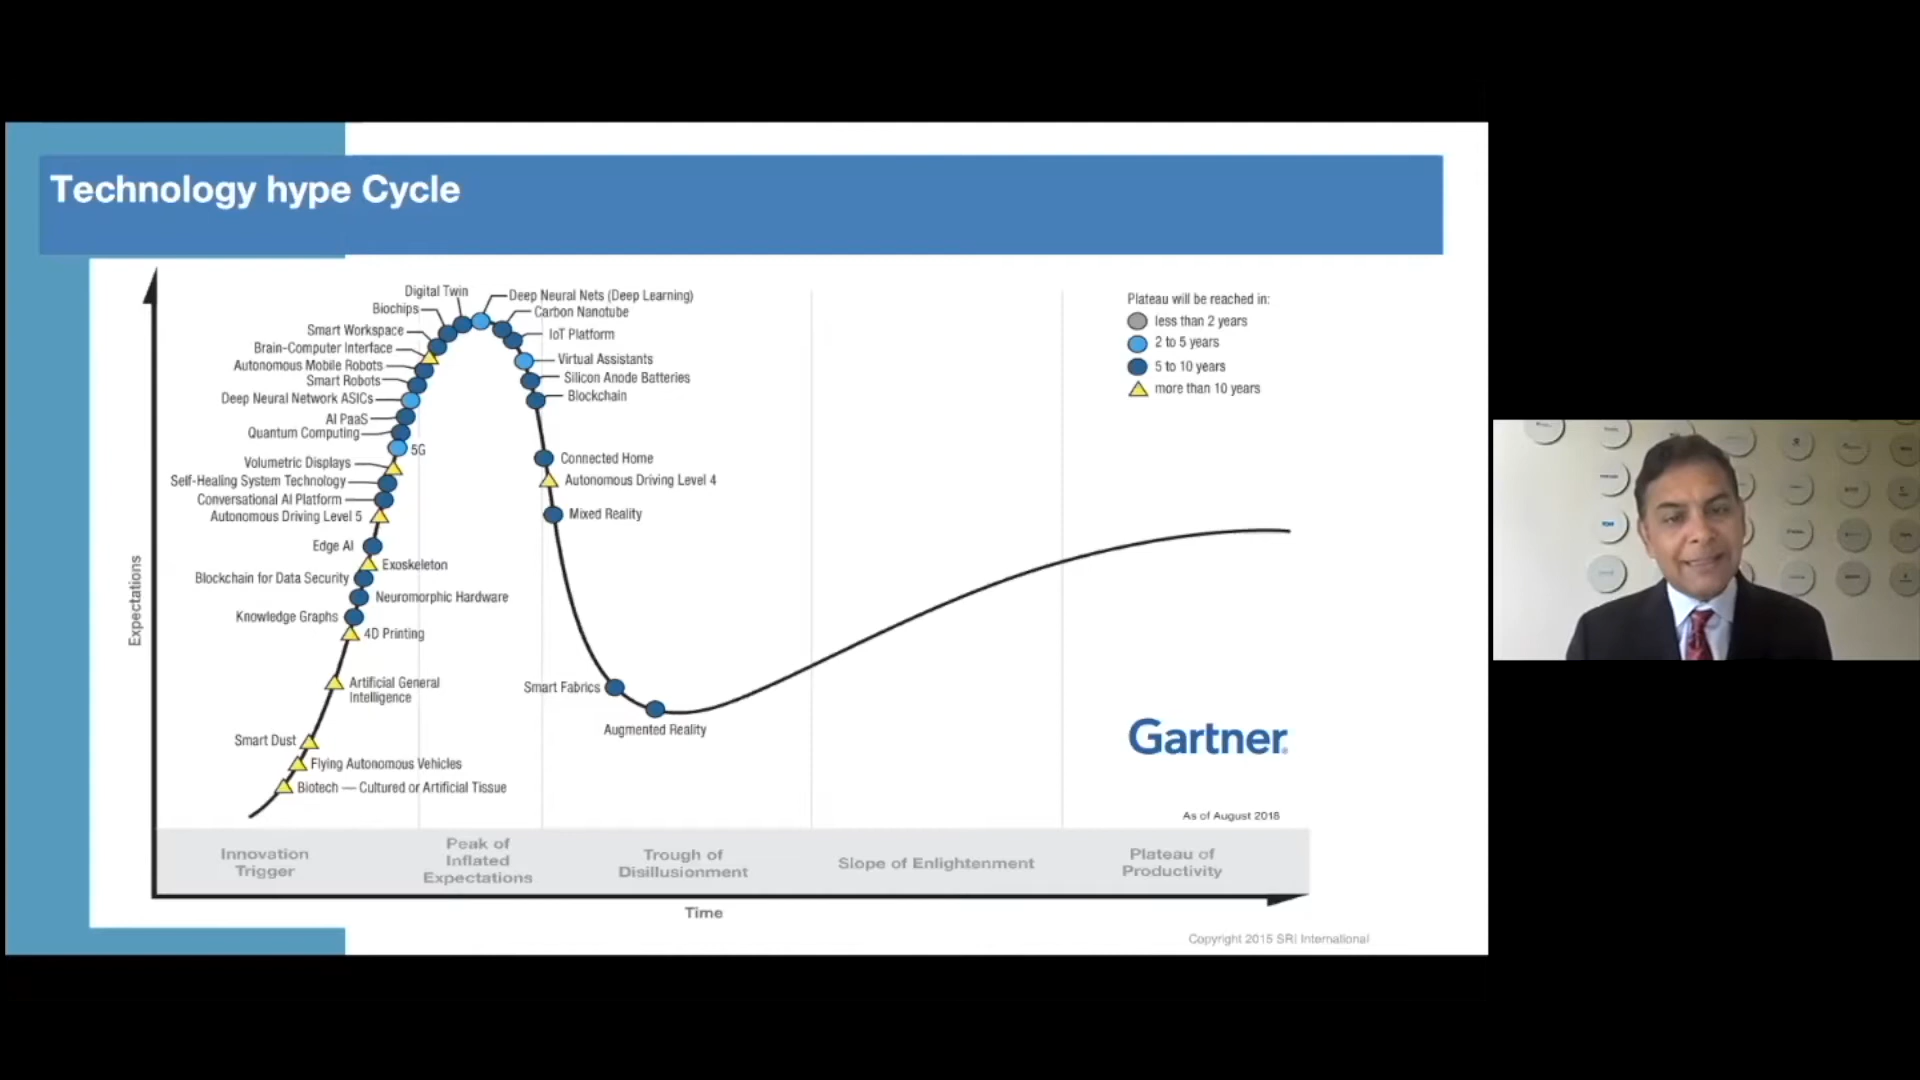 Technology hype Cycle
Digital Twin
Biochips
Smart Workspace
Brain-Computer Interface
Autonomous Mobile Robots
Smart Robots
Deep Neural Network ASICs
AI PaaS
Quantum Computing
5G
Volumetric Displays
Self-Healing System Technology
Conversational AI Platform
Autonomous Driving Level 5
Edge AI
Exoskeleton
Blockchain for Data Security
Neuromorphic Hardware
Knowledge Graphs
4D Printing
Artificial General
Intelligence
Smart Dust
Flying Autonomous Vehicles
Biotech — Cultured or Artificial Tissue
Deep Neural Nets (Deep Learning)
Carbon Nanotube
IoT Platform
Virtual Assistants
Silicon Anode Batteries
Blockchain
Connected Home
Autonomous Driving Level 4
Mixed Reality
Smart Fabrics
Augmented Reality
Plateau will be reached in:
less than 2 years
2 to 5 years
5 to 10 years
more than 10 years
Expectations
Gartner
As of August 2018
Innovation
Trigger
Peak of
Inflated
Expectations
Trough of
Disillusionment
Slope of Enlightenment
Plateau of
Productivity
Time
Copyright 2015 SRI International